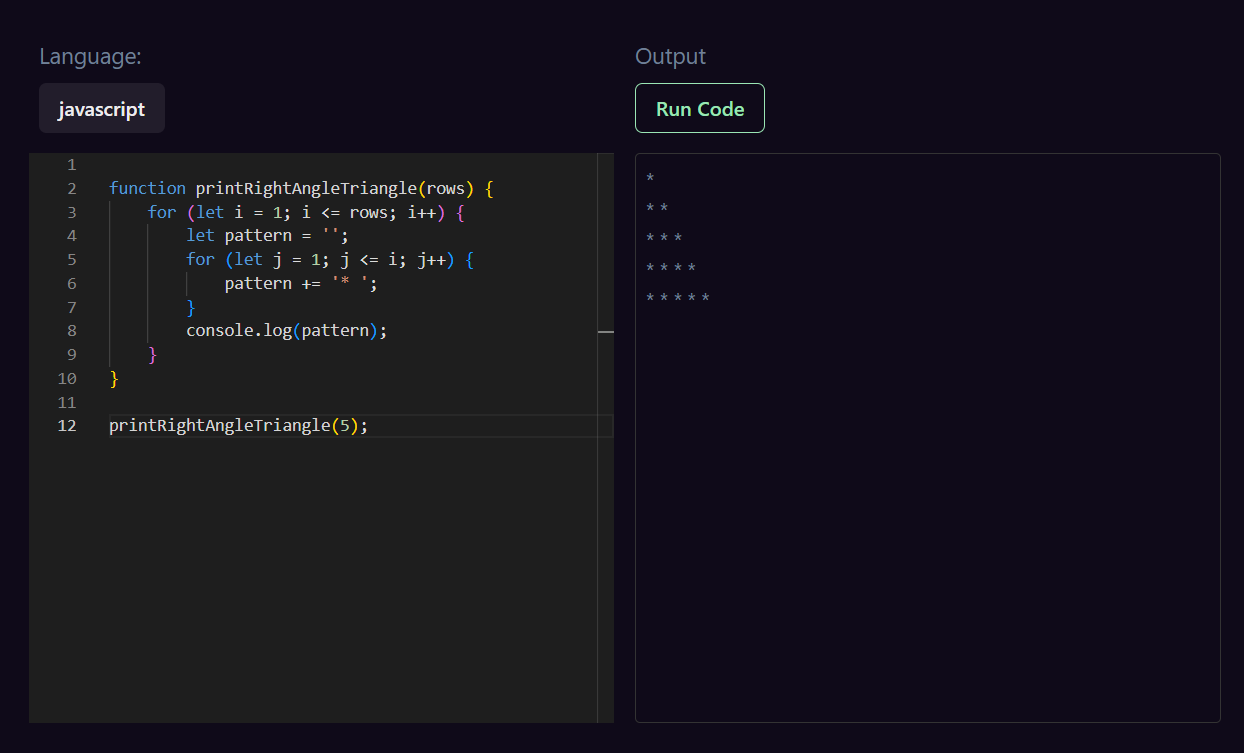 Language:
javascript
1
2 function printRightAngleTriangle(rows) {
3     for (let i = 1; i <= rows; i++) {
4         let pattern = '';
5         for (let j = 1; j <= i; j++) {
6             pattern += '* ';
7         }
8         console.log(pattern);
9     }
10 }
11
12 printRightAngleTriangle(5);
Output
Run Code
*
* *
* * *
* * * *
* * * * *